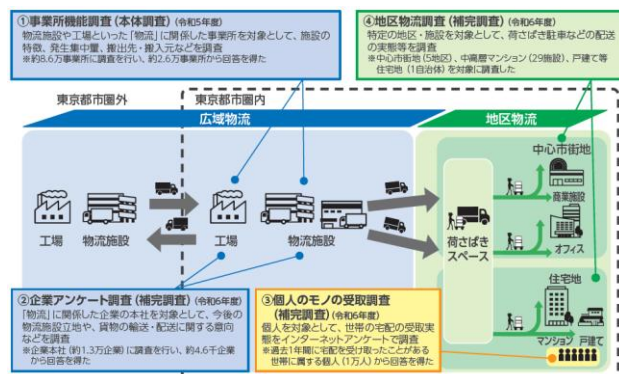 ①事業所機能調査(本体調査)(令和5年度)
物流施設や工場といった「物流」に関係した事業所を対象として、施設の
特徴、発生集中量、搬出先・搬入元などを調査
※約8.6万事業所に調査を行い、約2.6万事業所から回答を得た
④地区物流調査(補完調査)(令和6年度)
特定の地区・施設を対象として、荷さばき駐車などの配送
の実態等を調査
※中心市街地(5地区)、中高層マンション(29施設)、戸建て等
住宅地(1自治体)を対象に調査した
東京都市圏外
東京都市圏内
広域物流
地区物流
中心市街地
商業施設
オフィス
荷さばき
スペース
工場
物流施設
工場
物流施設
住宅地
マンション
戸建て
②企業アンケート調査(補完調査)(令和6年度)
「物流」に関係した企業の本社を対象として、今後の
物流施設立地や、貨物の輸送・配送に関する意向
などを調査
※企業本社(約1.3万企業)に調査を行い、約4.6千企業
から回答を得た
③個人のモノの受取調査
(補完調査)(令和6年度)
個人を対象として、世帯の宅配の受取実
態をインターネットアンケートで調査
※過去1年間に宅配を受け取ったことがある
世帯に属する個人(1万人)から回答を得た